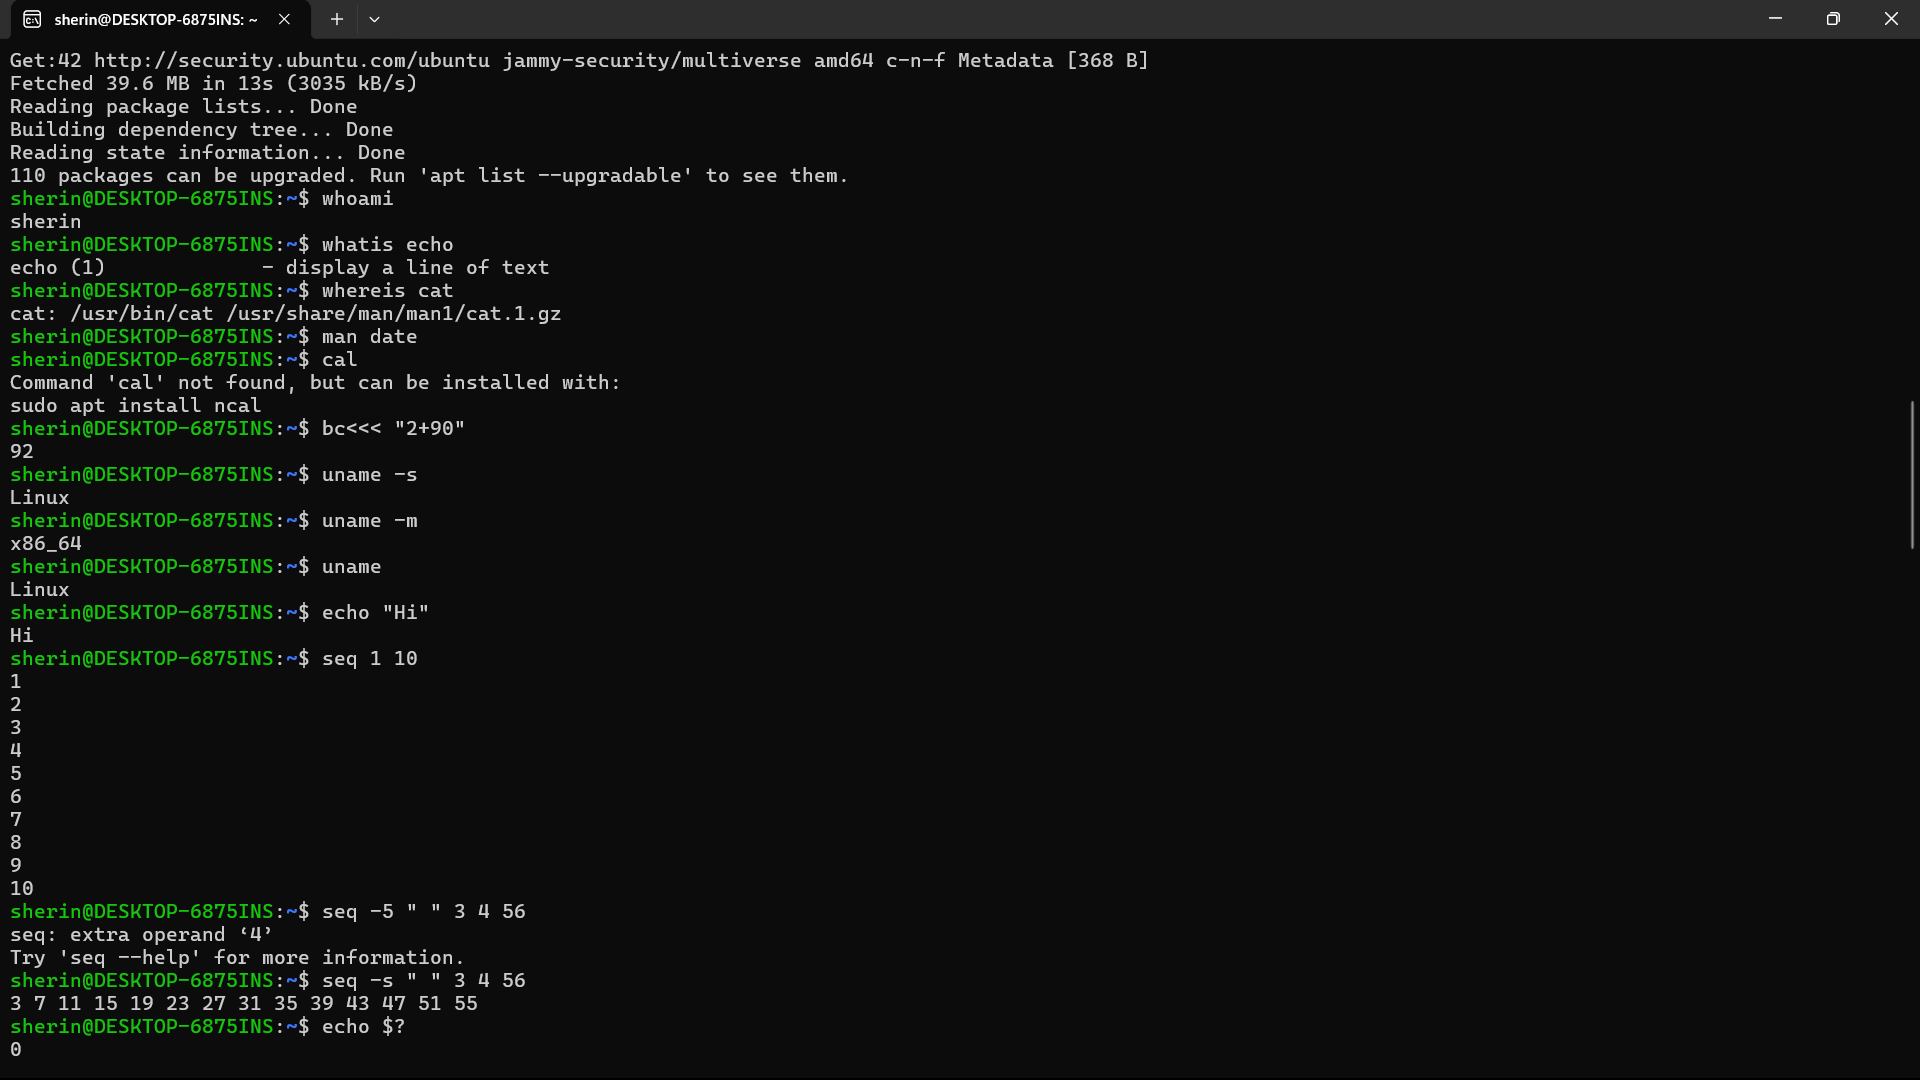 sherin@DESKTOP-6875INS: ~
Get:42 http://security.ubuntu.com/ubuntu jammy-security/multiverse amd64 c-n-f Metadata [368 B]
Fetched 39.6 MB in 13s (3035 kB/s)
Reading package lists... Done
Building dependency tree... Done
Reading state information... Done
110 packages can be upgraded. Run 'apt list --upgradable' to see them.
sherin@DESKTOP-6875INS:~$ whoami
sherin
sherin@DESKTOP-6875INS:~$ whatis echo
echo (1)             - display a line of text
sherin@DESKTOP-6875INS:~$ whereis cat
cat: /usr/bin/cat /usr/share/man/man1/cat.1.gz
sherin@DESKTOP-6875INS:~$ man date
sherin@DESKTOP-6875INS:~$ cal
Command 'cal' not found, but can be installed with:
sudo apt install ncal
sherin@DESKTOP-6875INS:~$ bc<<< "2+90"
92
sherin@DESKTOP-6875INS:~$ uname -s
Linux
sherin@DESKTOP-6875INS:~$ uname -m
x86_64
sherin@DESKTOP-6875INS:~$ uname
Linux
sherin@DESKTOP-6875INS:~$ echo "Hi"
Hi
sherin@DESKTOP-6875INS:~$ seq 1 10
1
2
3
4
5
6
7
8
9
10
sherin@DESKTOP-6875INS:~$ seq -5 " " 3 4 56
seq: extra operand ‘4’
Try 'seq --help' for more information.
sherin@DESKTOP-6875INS:~$ seq -s " " 3 4 56
3 7 11 15 19 23 27 31 35 39 43 47 51 55
sherin@DESKTOP-6875INS:~$ echo $?
0